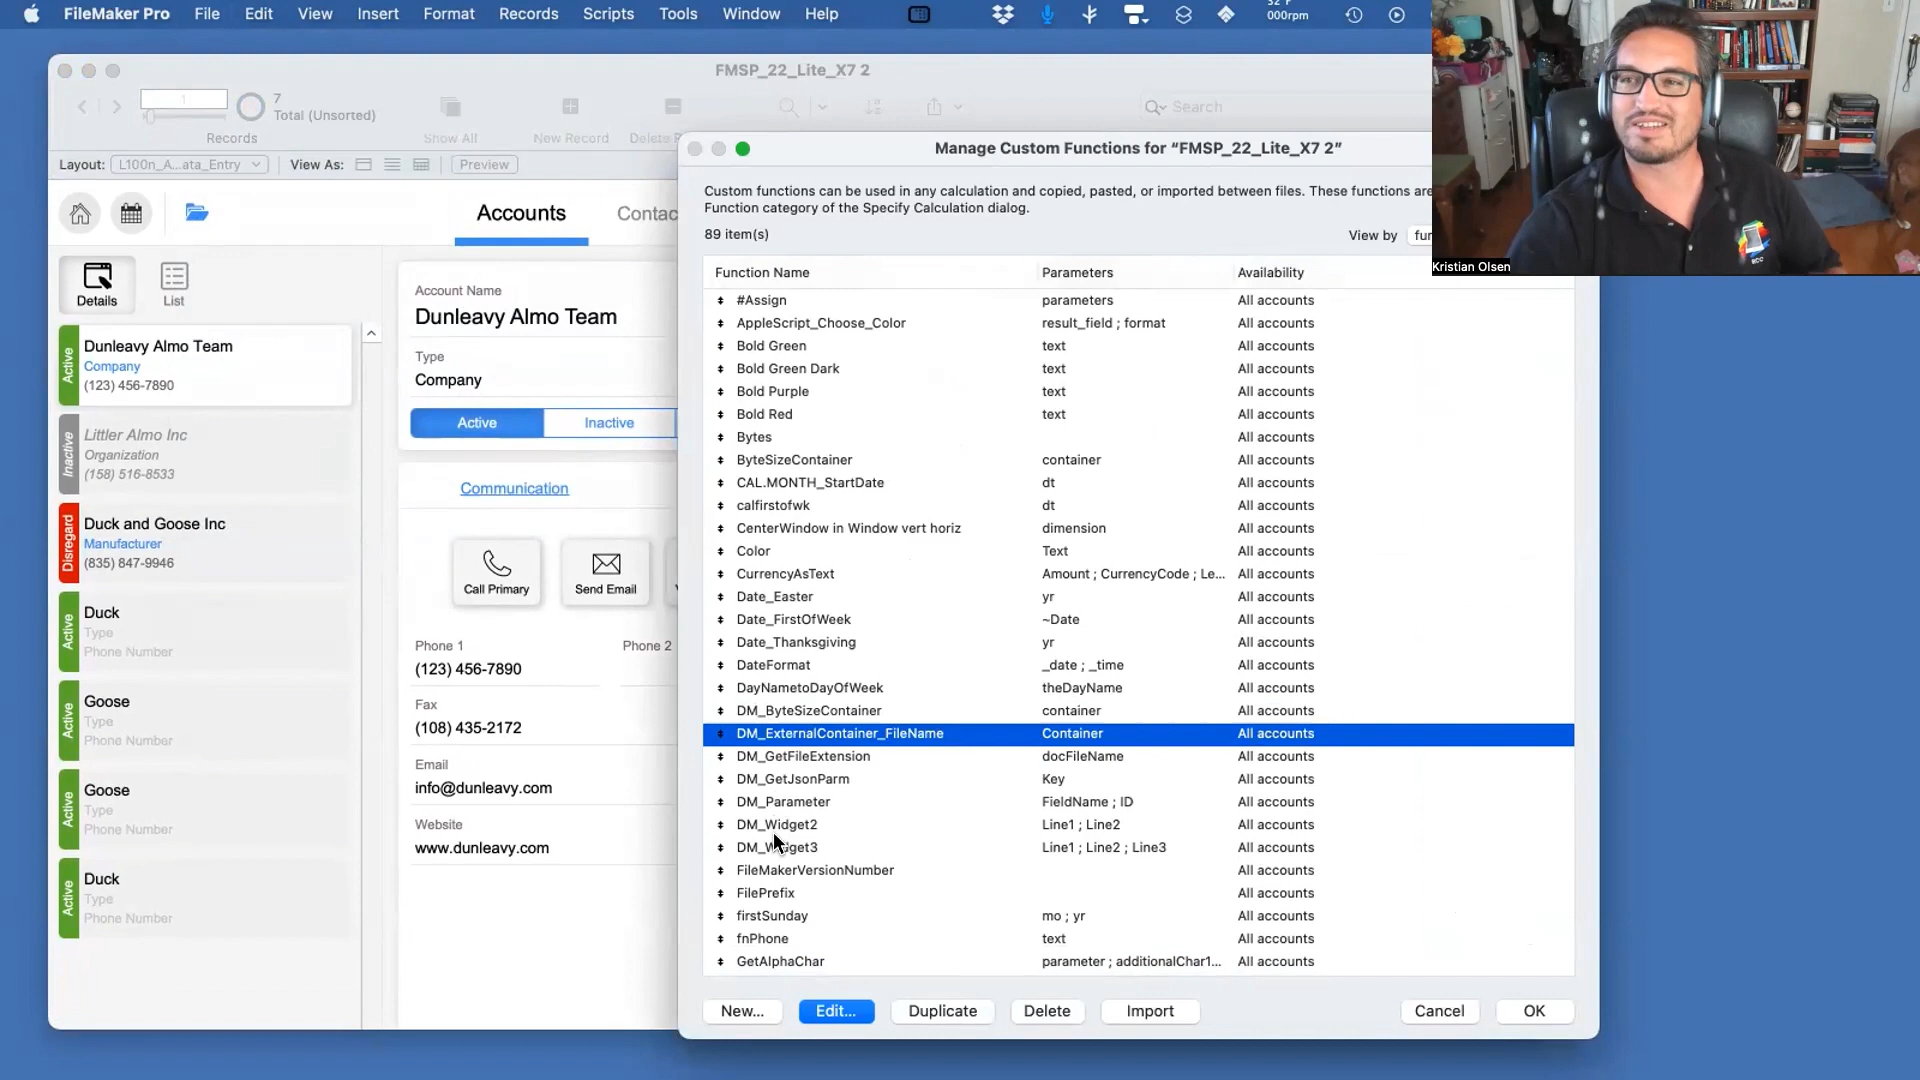 FileMaker Pro File Edit View Insert Format Records Scripts Tools Window Help
000rpm
FMSP_22_Lite_X7 2
1
7
Total (Unsorted)
Records
Show All
New Record
Search
Layout: L100n_A...ata_Entry View As: Preview
Accounts
Details
List
Active
Dunleavy Almo Team
Company
(123) 456-7890
Inactive
Littler Almo Inc
Organization
(158) 516-8533
Disregard
Duck and Goose Inc
Manufacturer
(835) 847-9946
Active
Duck
Type
Phone Number
Active
Goose
Type
Phone Number
Active
Goose
Type
Phone Number
Active
Duck
Type
Phone Number
Account Name
Dunleavy Almo Team
Type
Company
Active Inactive
Communication
Call Primary
Send Email
Phone 1 Phone 2
(123) 456-7890
Fax
(108) 435-2172
Email
info@dunleavy.com
Website
www.dunleavy.com
Manage Custom Functions for “FMSP_22_Lite_X7 2”
Custom functions can be used in any calculation and copied, pasted, or imported between files. These functions are
Function category of the Specify Calculation dialog.
89 item(s)
View by
Function Name Parameters Availability
#Assign parameters All accounts
AppleScript_Choose_Color result_field ; format All accounts
Bold Green text All accounts
Bold Green Dark text All accounts
Bold Purple text All accounts
Bold Red text All accounts
Bytes All accounts
ByteSizeContainer container All accounts
CAL.MONTH_StartDate dt All accounts
calfirstofwk dt All accounts
CenterWindow in Window vert horiz dimension All accounts
Color Text All accounts
CurrencyAsText Amount ; CurrencyCode ; Le... All accounts
Date_Easter yr All accounts
Date_FirstOfWeek ~Date All accounts
Date_Thanksgiving yr All accounts
DateFormat _date ; _time All accounts
DayNametoDayOfWeek theDayName All accounts
DM_ByteSizeContainer container All accounts
DM_ExternalContainer_FileName Container All accounts
DM_GetFileExtension docFileName All accounts
DM_GetJsonParm Key All accounts
DM_Parameter FieldName ; ID All accounts
DM_Widget2 Line1 ; Line2 All accounts
DM_Widget3 Line1 ; Line2 ; Line3 All accounts
FileMakerVersionNumber All accounts
FilePrefix All accounts
firstSunday mo ; yr All accounts
fnPhone text All accounts
GetAlphaChar parameter ; additionalChar1... All accounts
New... Edit... Duplicate Delete Import Cancel OK
Kristian Olsen